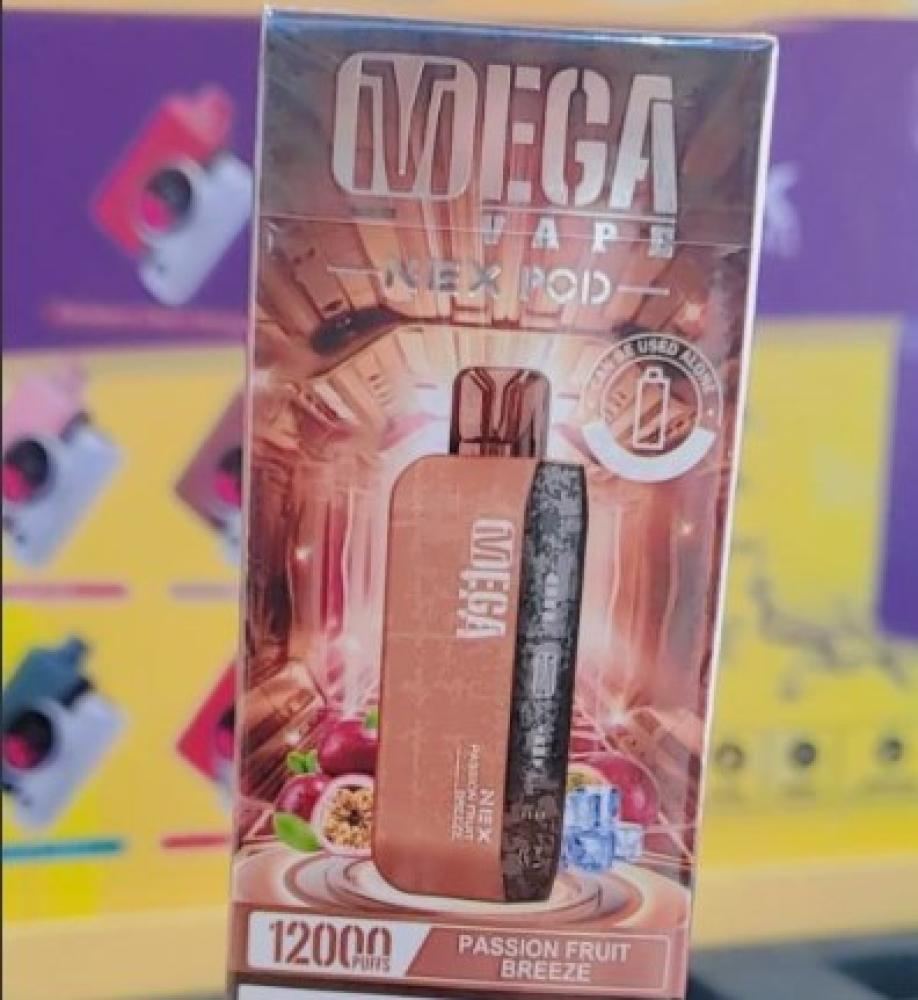 MEGA
VAPE
NEX POD
CAN BE USED ALONE
MEGA
NEX
PASSION FRUIT
BREEZE
12000
PUFFS
PASSION FRUIT
BREEZE